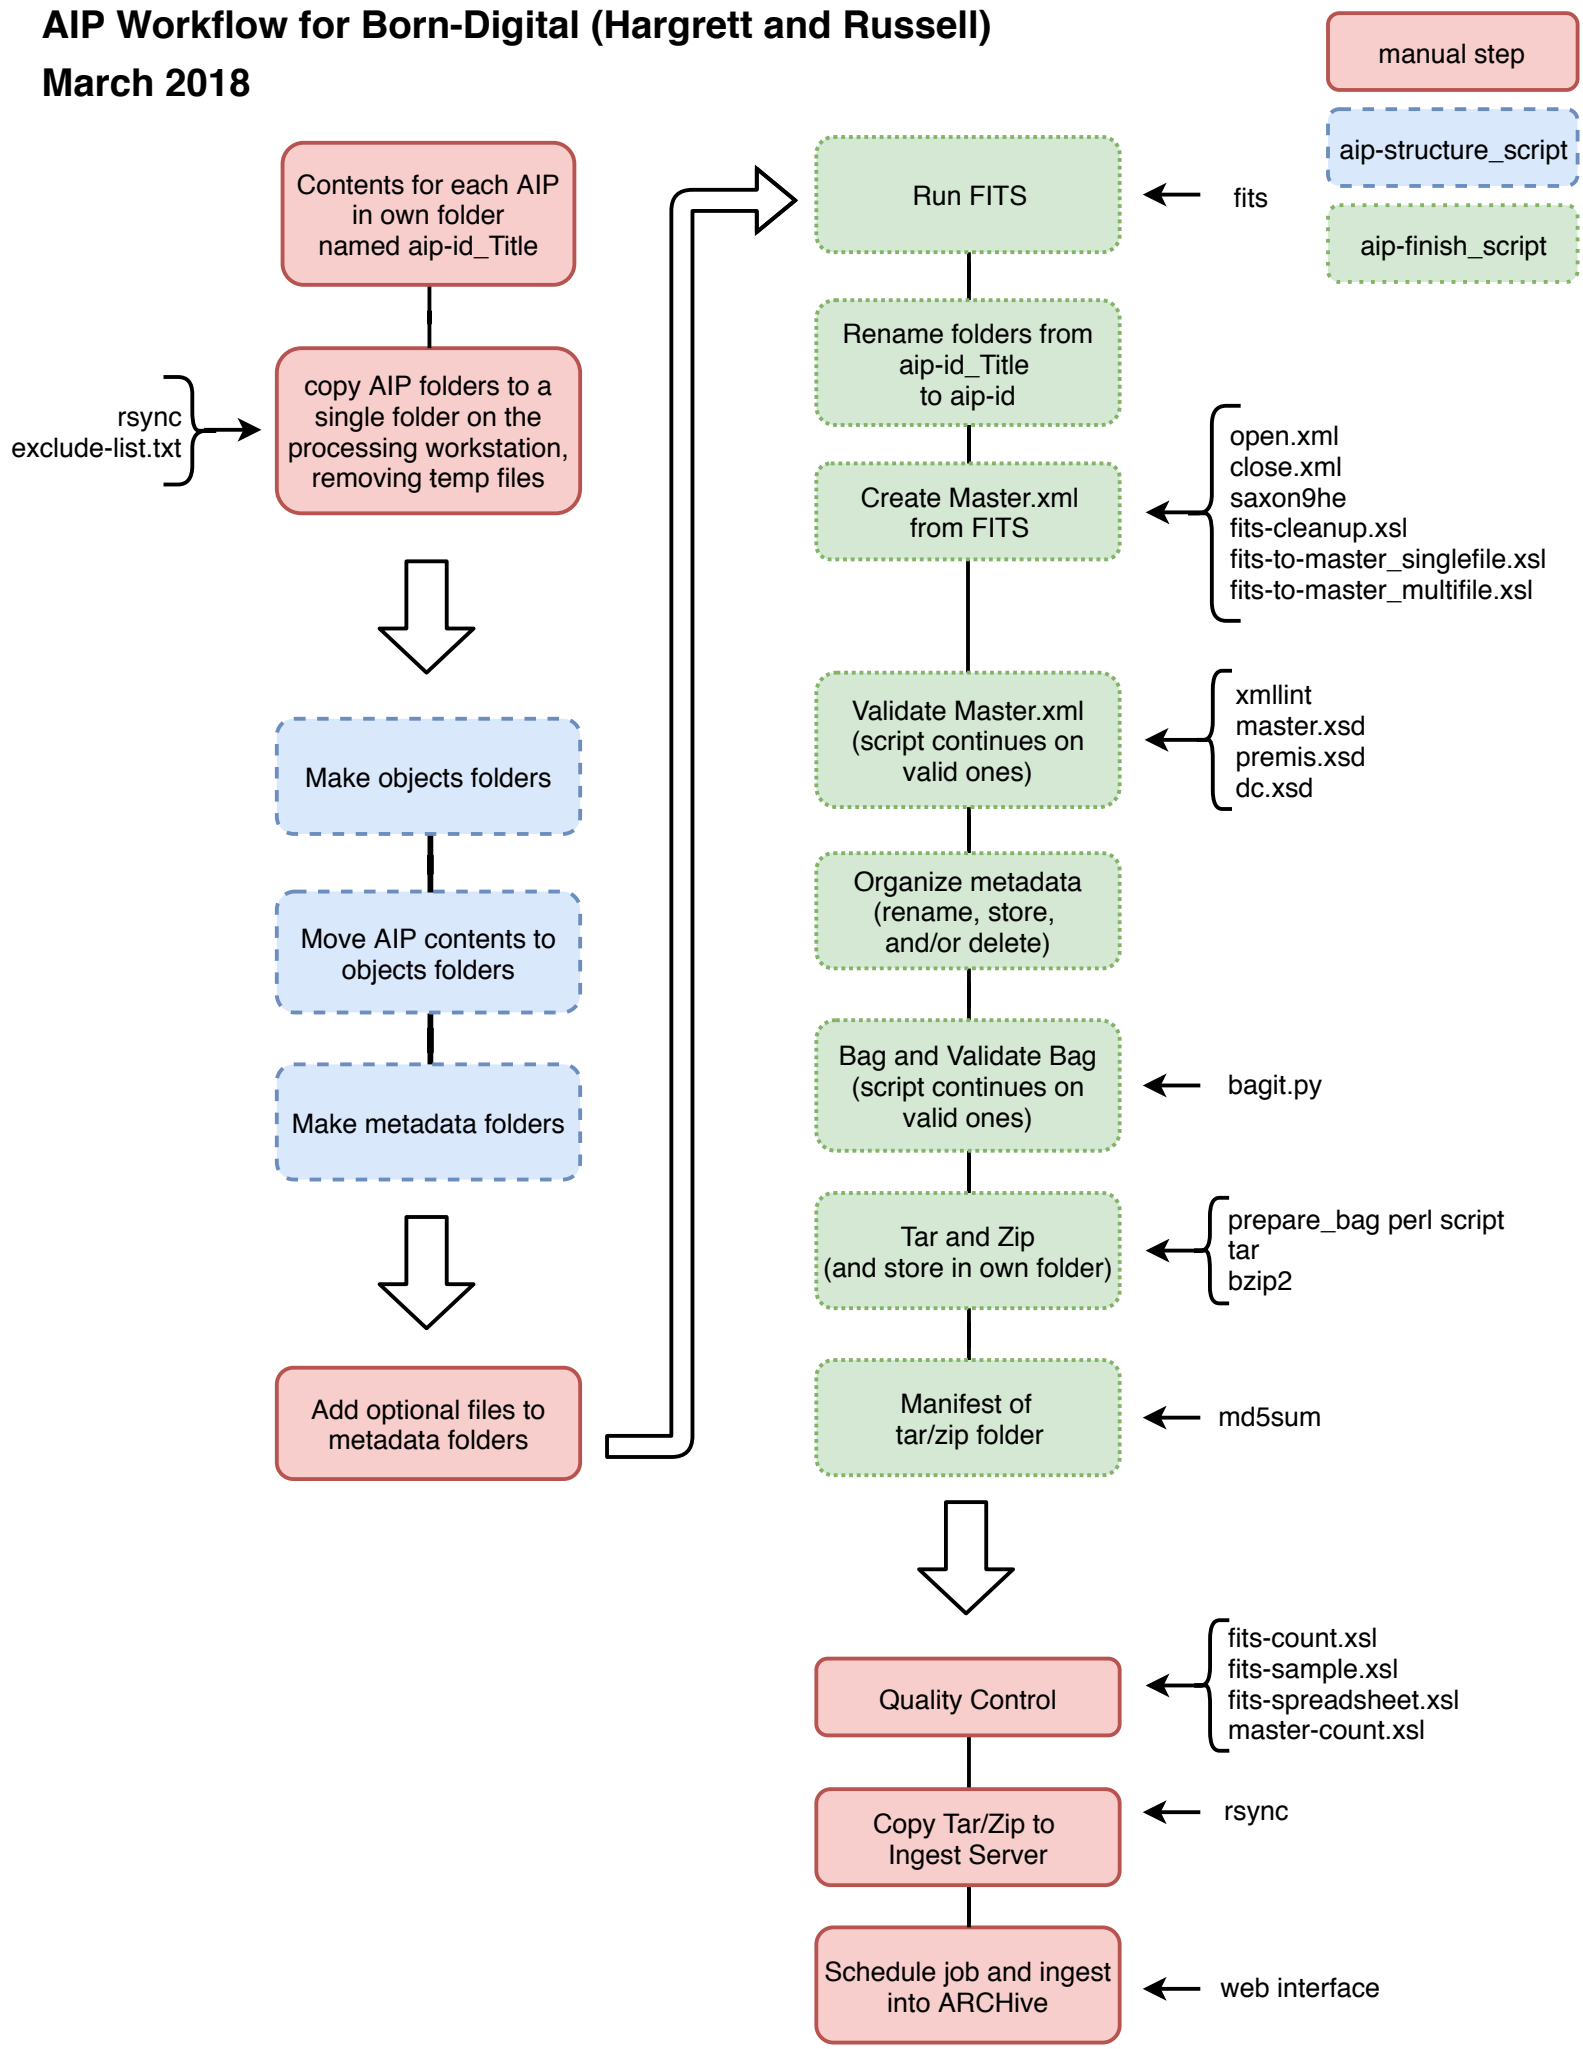 AIP Workflow for Born-Digital (Hargrett and Russell)
March 2018
manual step
aip-structure_script
aip-finish_script
Contents for each AIP
in own folder
named aip-id_Title
rsync
exclude-list.txt
copy AIP folders to a
single folder on the
processing workstation,
removing temp files
Make objects folders
Move AIP contents to
objects folders
Make metadata folders
Add optional files to
metadata folders
Run FITS
fits
Rename folders from
aip-id_Title
to aip-id
Create Master.xml
from FITS
open.xml
close.xml
saxon9he
fits-cleanup.xsl
fits-to-master_singlefile.xsl
fits-to-master_multifile.xsl
Validate Master.xml
(script continues on
valid ones)
xmllint
master.xsd
premis.xsd
dc.xsd
Organize metadata
(rename, store,
and/or delete)
Bag and Validate Bag
(script continues on
valid ones)
bagit.py
Tar and Zip
(and store in own folder)
prepare_bag perl script
tar
bzip2
Manifest of
tar/zip folder
md5sum
Quality Control
fits-count.xsl
fits-sample.xsl
fits-spreadsheet.xsl
master-count.xsl
Copy Tar/Zip to
Ingest Server
rsync
Schedule job and ingest
into ARCHive
web interface